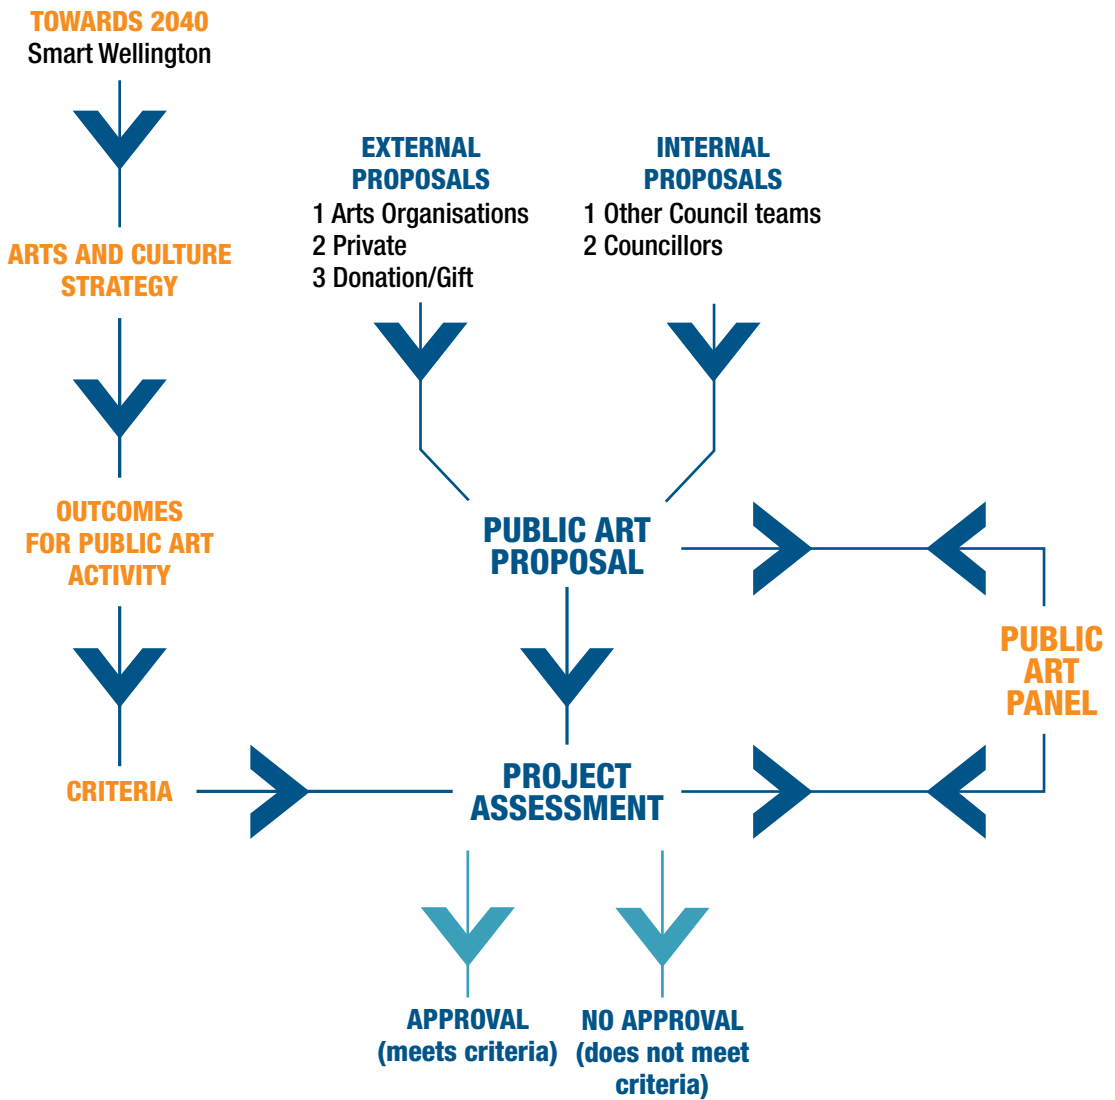 TOWARDS 2040
Smart Wellington
ARTS AND CULTURE
STRATEGY
OUTCOMES
FOR PUBLIC ART
ACTIVITY
CRITERIA
EXTERNAL
PROPOSALS
1 Arts Organisations
2 Private
3 Donation/Gift
INTERNAL
PROPOSALS
1 Other Council teams
2 Councillors
PUBLIC ART
PROPOSAL
PUBLIC
ART
PANEL
PROJECT
ASSESSMENT
APPROVAL
(meets criteria)
NO APPROVAL
(does not meet
criteria)